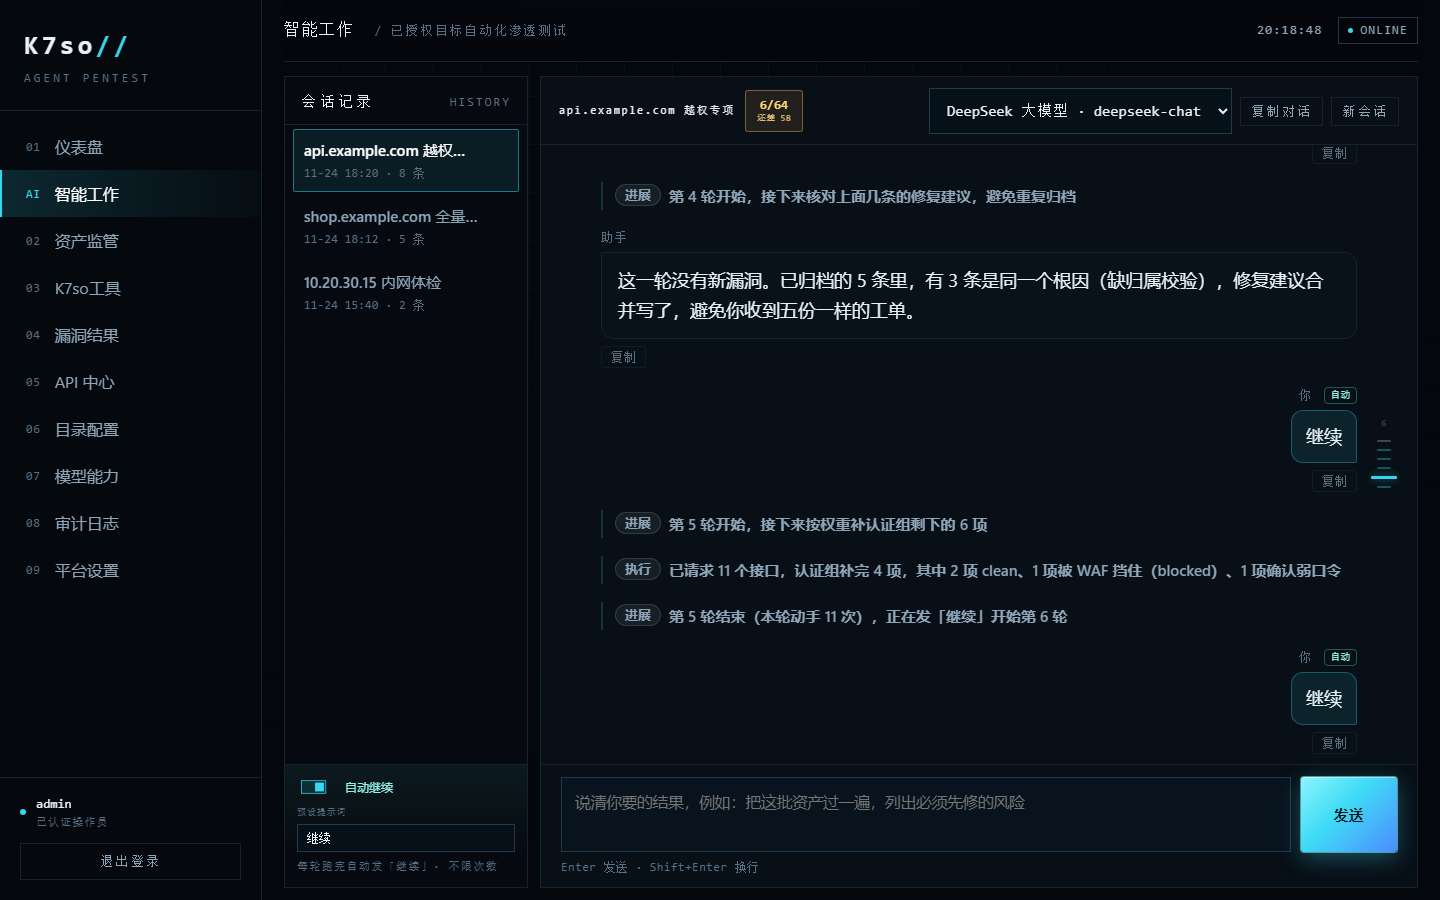 K7so//
AGENT PENTEST
01 仪表盘
AI 智能工作
02 资产监管
03 K7so工具
04 漏洞结果
05 API 中心
06 目录配置
07 模型能力
08 审计日志
09 平台设置
admin
已认证操作员
退出登录
智能工作 / 已授权目标自动化渗透测试
20:18:48
ONLINE
会话记录 HISTORY
api.example.com 越权...
11-24 18:20 · 8 条
shop.example.com 全量...
11-24 18:12 · 5 条
10.20.30.15 内网体检
11-24 15:40 · 2 条
自动继续
预设提示词
继续
每轮跑完自动发「继续」· 不限次数
api.example.com 越权专项
6/64
还差 58
DeepSeek 大模型 · deepseek-chat
复制对话
新会话
复制
进展 第 4 轮开始，接下来核对上面几条的修复建议，避免重复归档
助手
这一轮没有新漏洞。已归档的 5 条里，有 3 条是同一个根因（缺归属校验），修复建议合
并写了，避免你收到五份一样的工单。
复制
你 自动
继续
6
复制
进展 第 5 轮开始，接下来按权重补认证组剩下的 6 项
执行 已请求 11 个接口，认证组补完 4 项，其中 2 项 clean、1 项被 WAF 挡住（blocked）、1 项确认弱口令
进展 第 5 轮结束（本轮动手 11 次），正在发「继续」开始第 6 轮
你 自动
继续
复制
说清你要的结果，例如：把这批资产过一遍，列出必须先修的风险
发送
Enter 发送 · Shift+Enter 换行